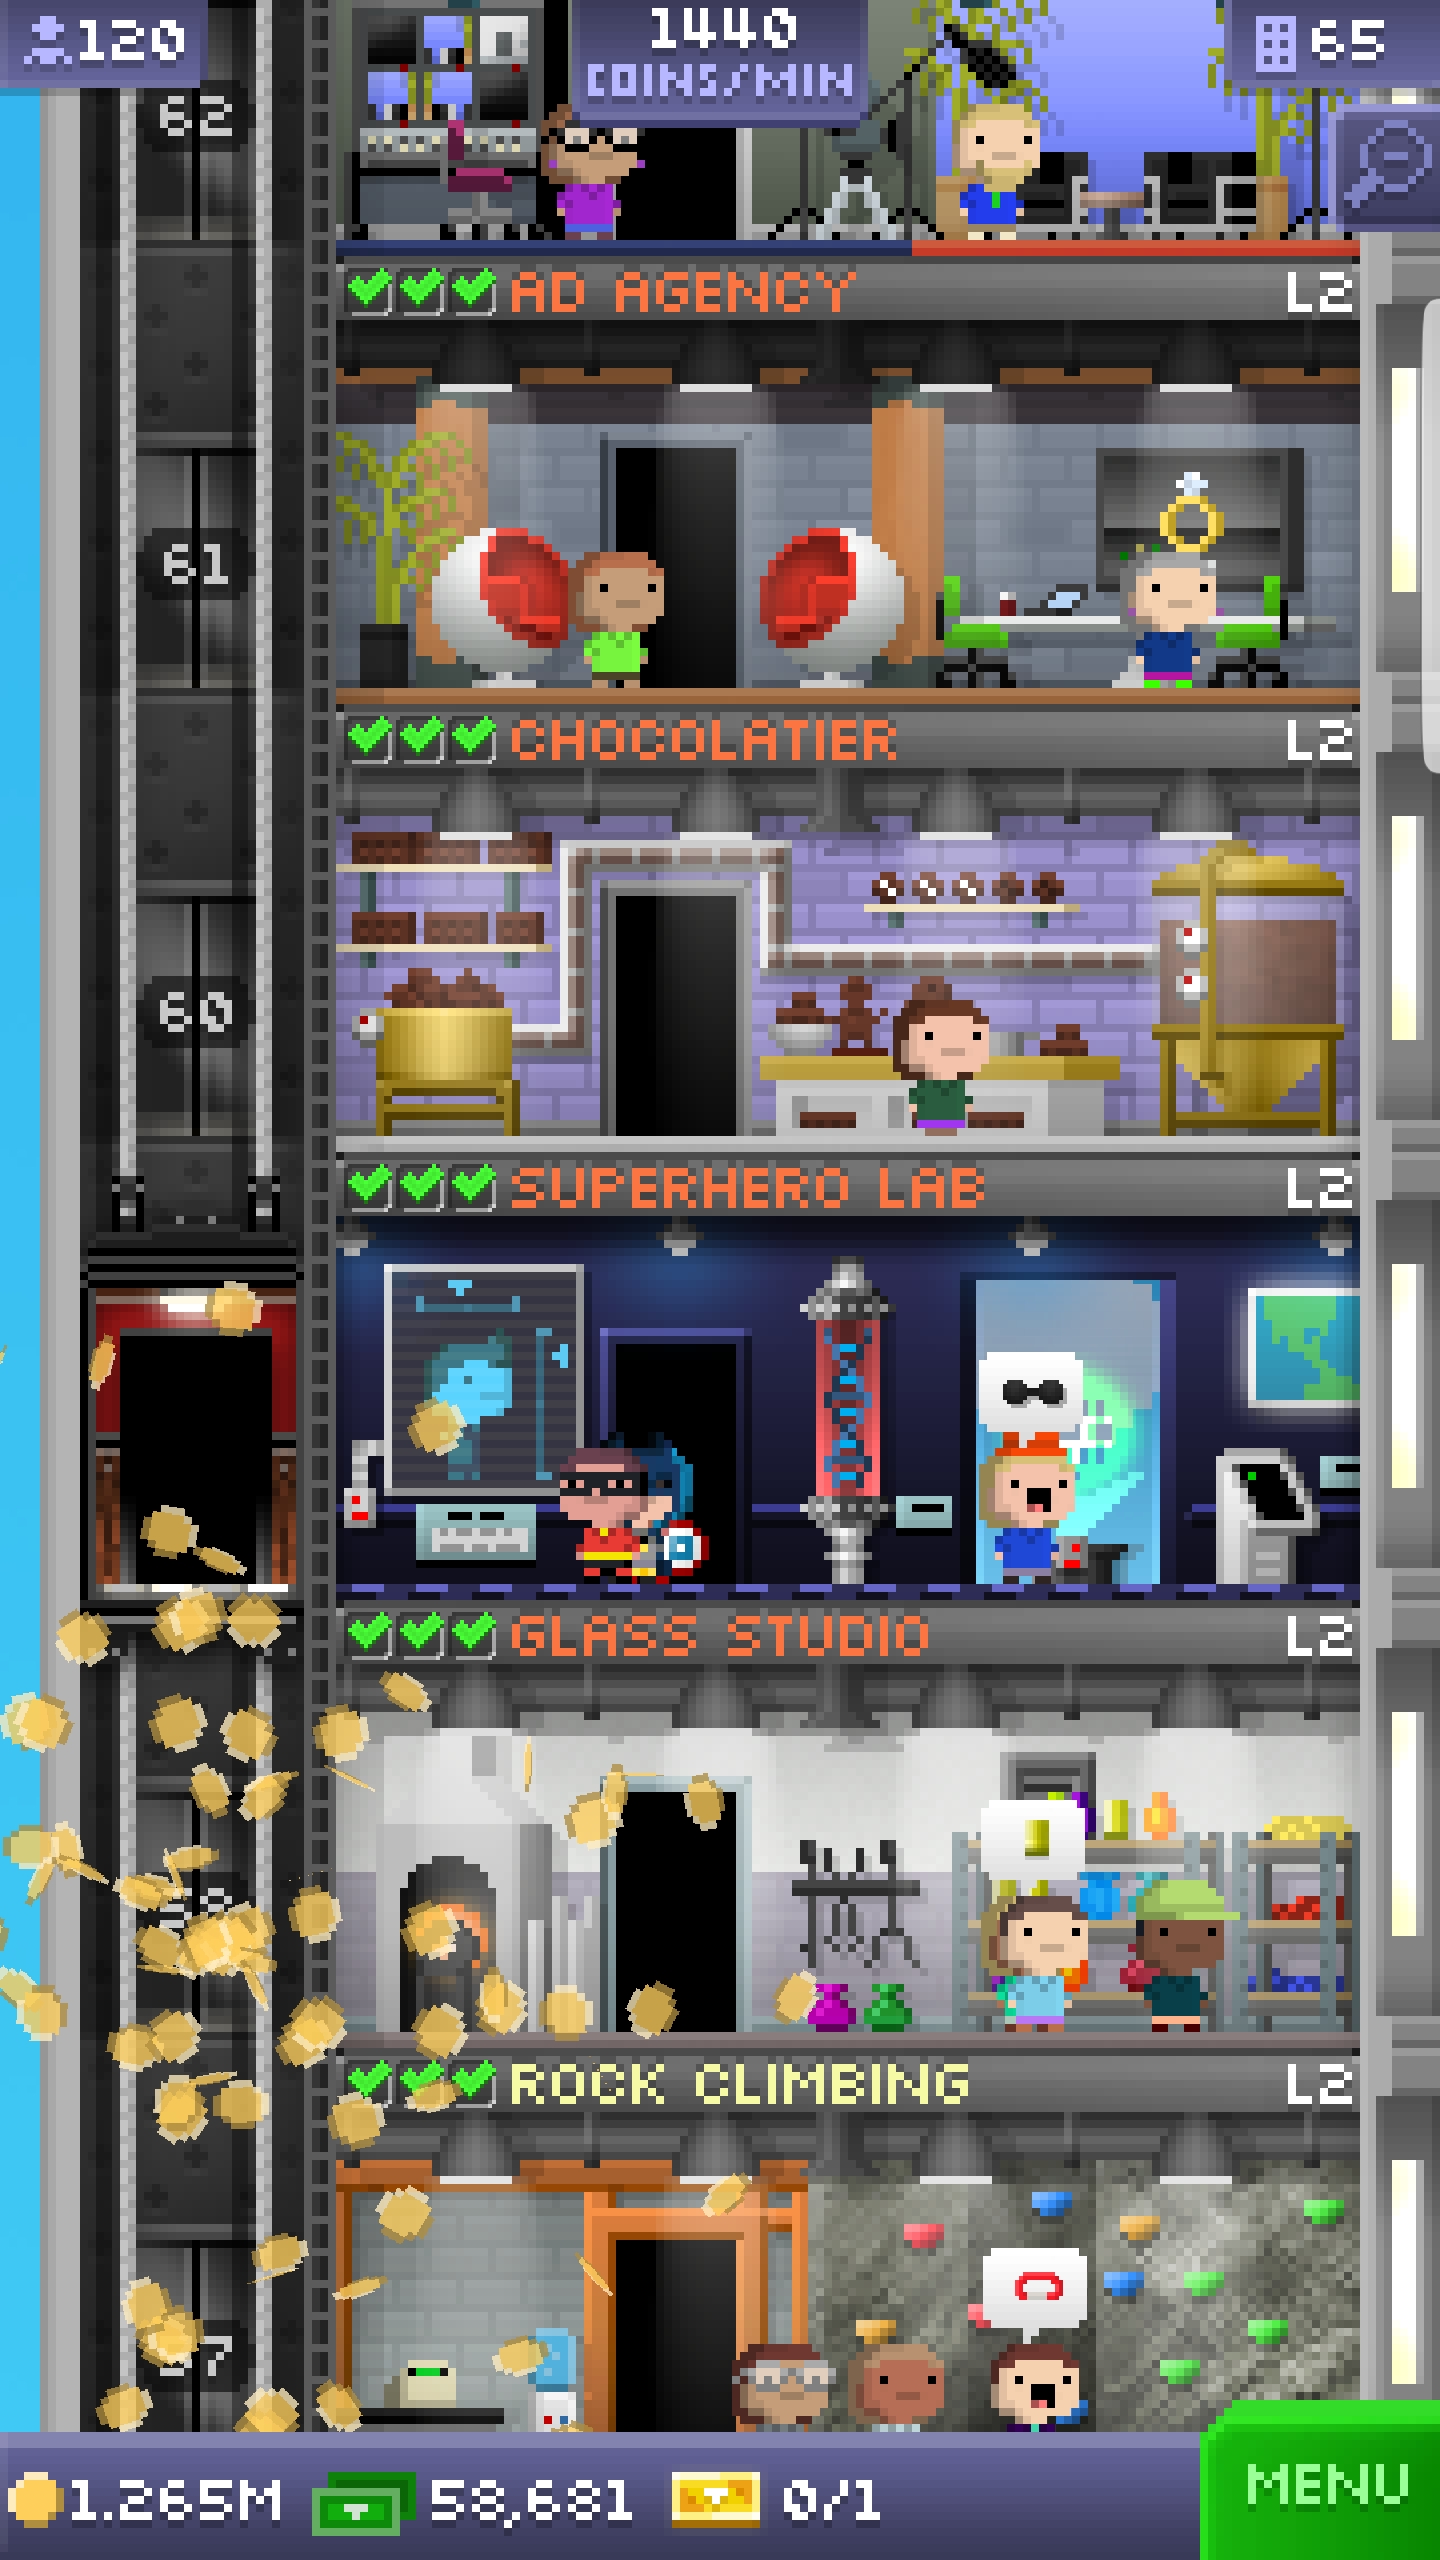 120
1440
COINS/MIN
65
62
AD AGENCY L2
61
CHOCOLATIER L2
60
SUPERHERO LAB L2
GLASS STUDIO L2
ROCK CLIMBING L2
1.265M 58,681 0/1 MENU